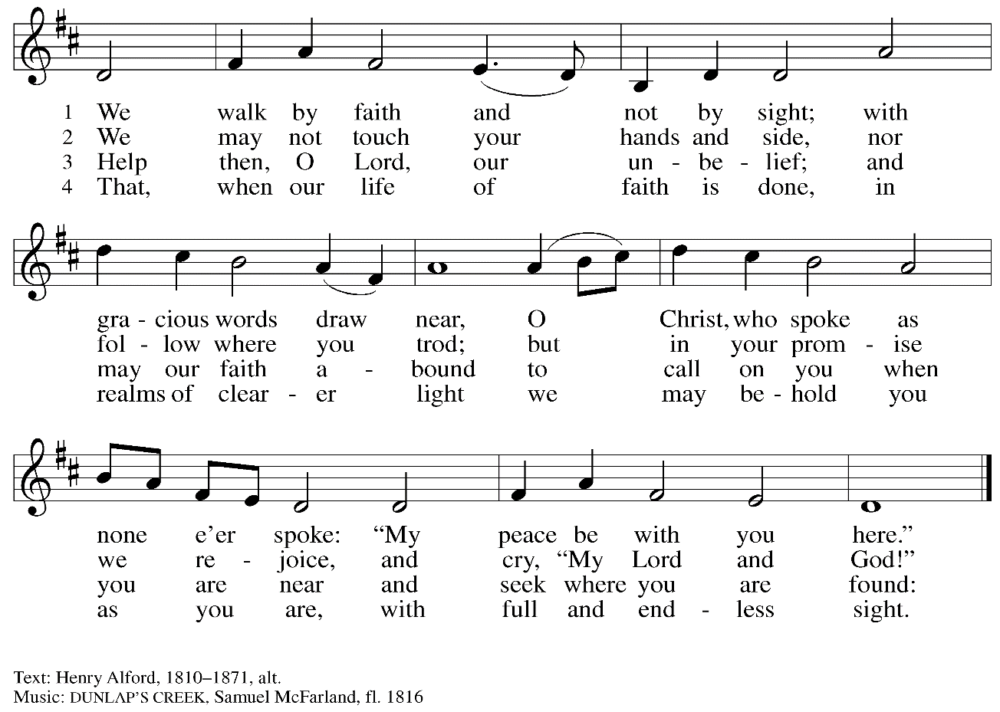 1 We walk by faith and not by sight; with
2 We may not touch your hands and side, nor
3 Help then, O Lord, our un - be - lief; and
4 That, when our life of faith is done, in
gra - cious words draw near, O Christ, who spoke as
fol - low where you trod; but in your prom - ise
may our faith a - bound to call on you when
realms of clear - er light we may be - hold you
none e’er spoke: “My peace be with you here.”
we re - joice, and cry, “My Lord and God!”
you are near and seek where you are found:
as you are, with full and end - less sight.
Text: Henry Alford, 1810–1871, alt.
Music: DUNLAP’S CREEK, Samuel McFarland, fl. 1816